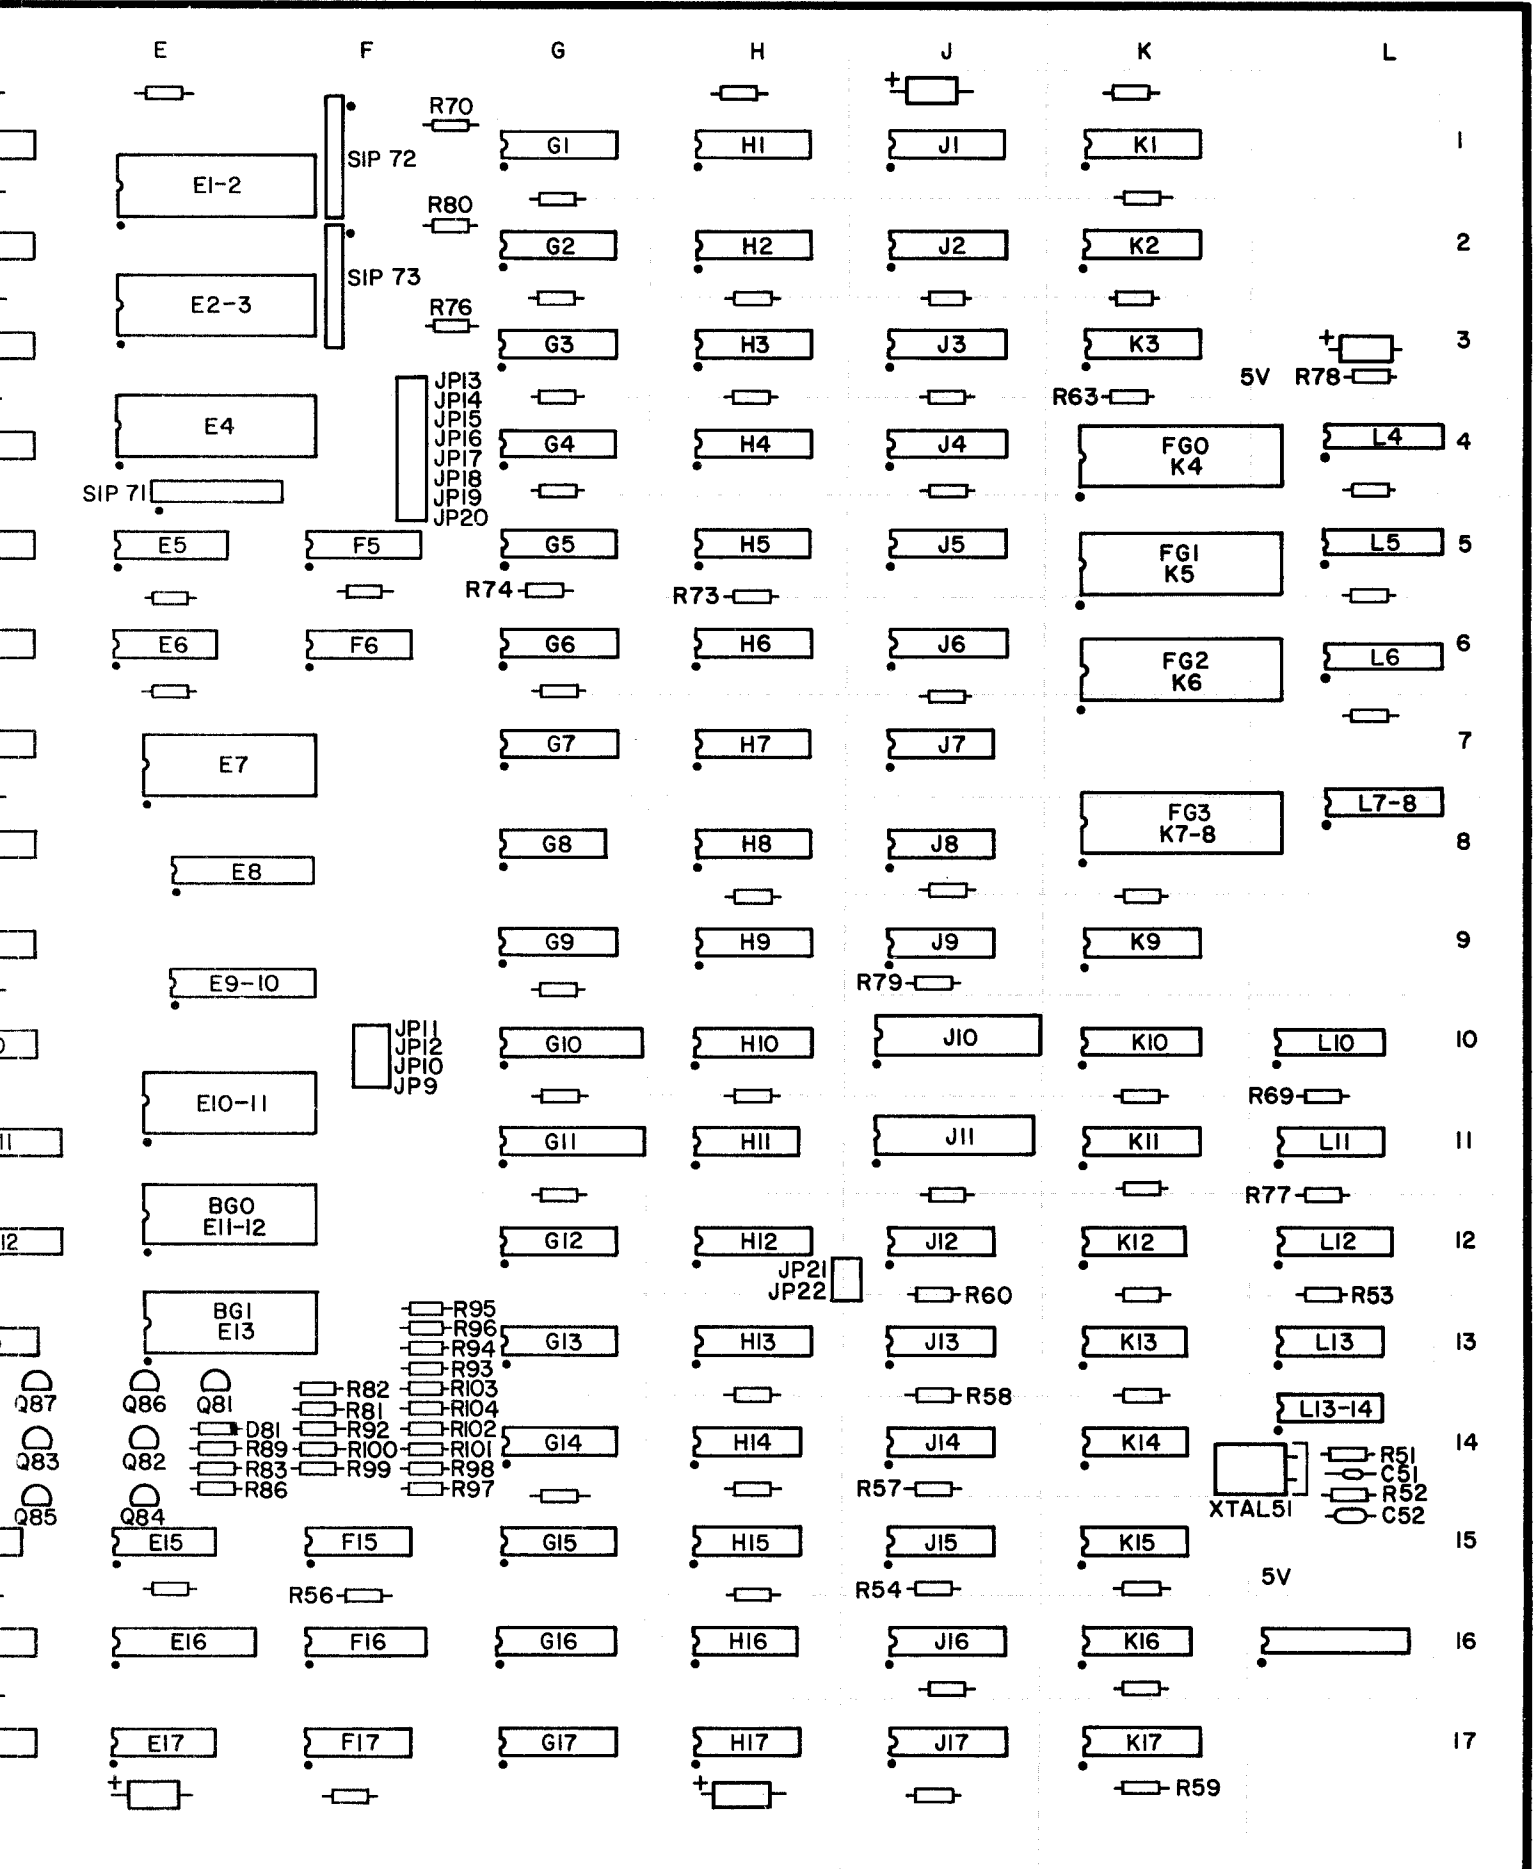 E F G H J K L
+
R70
G1 H1 J1 K1 1
SIP 72
E1-2
R80
G2 H2 J2 K2 2
SIP 73
E2-3
R76
G3 H3 J3 K3 + 3
5V R78
JP13
JP14
JP15
JP16
JP17
JP18
JP19
JP20
R63
E4
G4 H4 J4 FG0 L4 4
K4
SIP 71
E5 F5 G5 H5 J5 FG1 L5 5
K5
R74 R73
E6 F6 G6 H6 J6 FG2 L6 6
K6
E7 G7 H7 J7 7
FG3 L7-8
K7-8
E8 G8 H8 J8 8
G9 H9 J9 K9 9
E9-10 R79
JP11
JP12
JP10
JP9
0 G10 H10 J10 K10 L10 10
E10-11 R69
11 G11 H11 J11 K11 L11 11
R77
BG0
E11-12
12 G12 H12 J12 K12 L12 12
JP21
JP22
R60 R53
BG1
E13
R95
R96
R94
R93
G13 H13 J13 K13 L13 13
Q87 Q86 Q81
R82 R103 R58
R81 R104 L13-14
D81 R92 R102
R89 R100 R101
R83 R99 R98
R86 R97
Q83 Q82
G14 H14 J14 K14 14
R51
C51
R52
C52
XTAL51
R57
Q85 Q84
E15 F15 G15 H15 J15 K15 15
R56 R54 5V
E16 F16 G16 H16 J16 K16 16
E17 F17 G17 H17 J17 K17 17
+ + R59